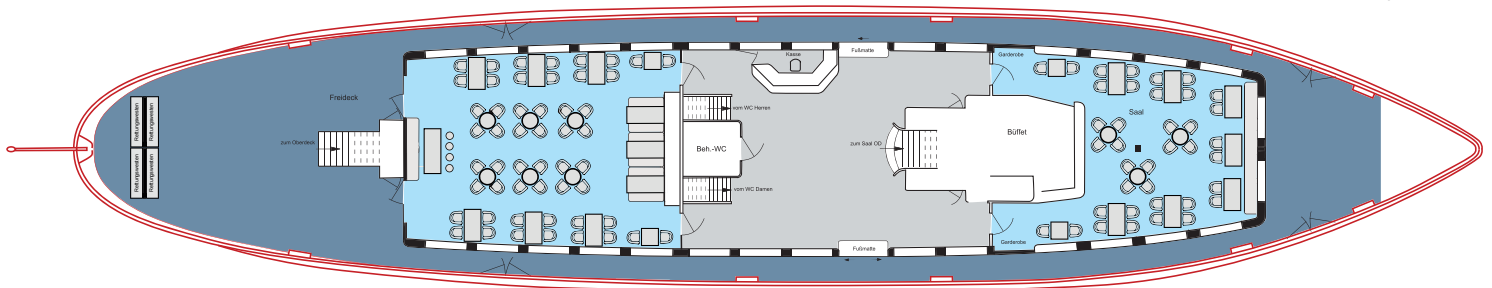 Rettungswesten
Rettungswesten
Rettungswesten
Rettungswesten
Freideck
zum Oberdeck
Kasse
Fußmatte
vom WC Herren
Beh.-WC
vom WC Damen
zum Saal OD
Büffet
Fußmatte
Garderobe
Saal
Garderobe